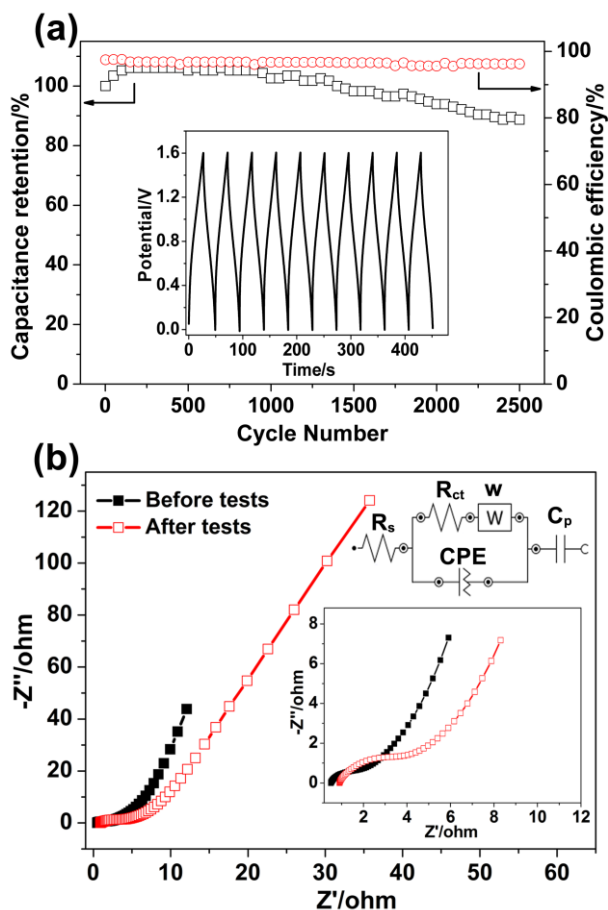 (a)
Capacitance retention/%
120
100
80
60
40
20
0
0 500 1000 1500 2000 2500
Cycle Number
100
80
60
40
20
0
Coulombic efficiency/%
Potential/V
1.6
1.2
0.8
0.4
0.0
0 100 200 300 400
Time/s
(b)
-Z''/ohm
120
100
80
60
40
20
0
0 10 20 30 40 50 60
Z'/ohm
Before tests
After tests
Rs
Rct
w
W
CPE
Cp
-Z''/ohm
8
6
4
2
0
2 4 6 8 10 12
Z'/ohm